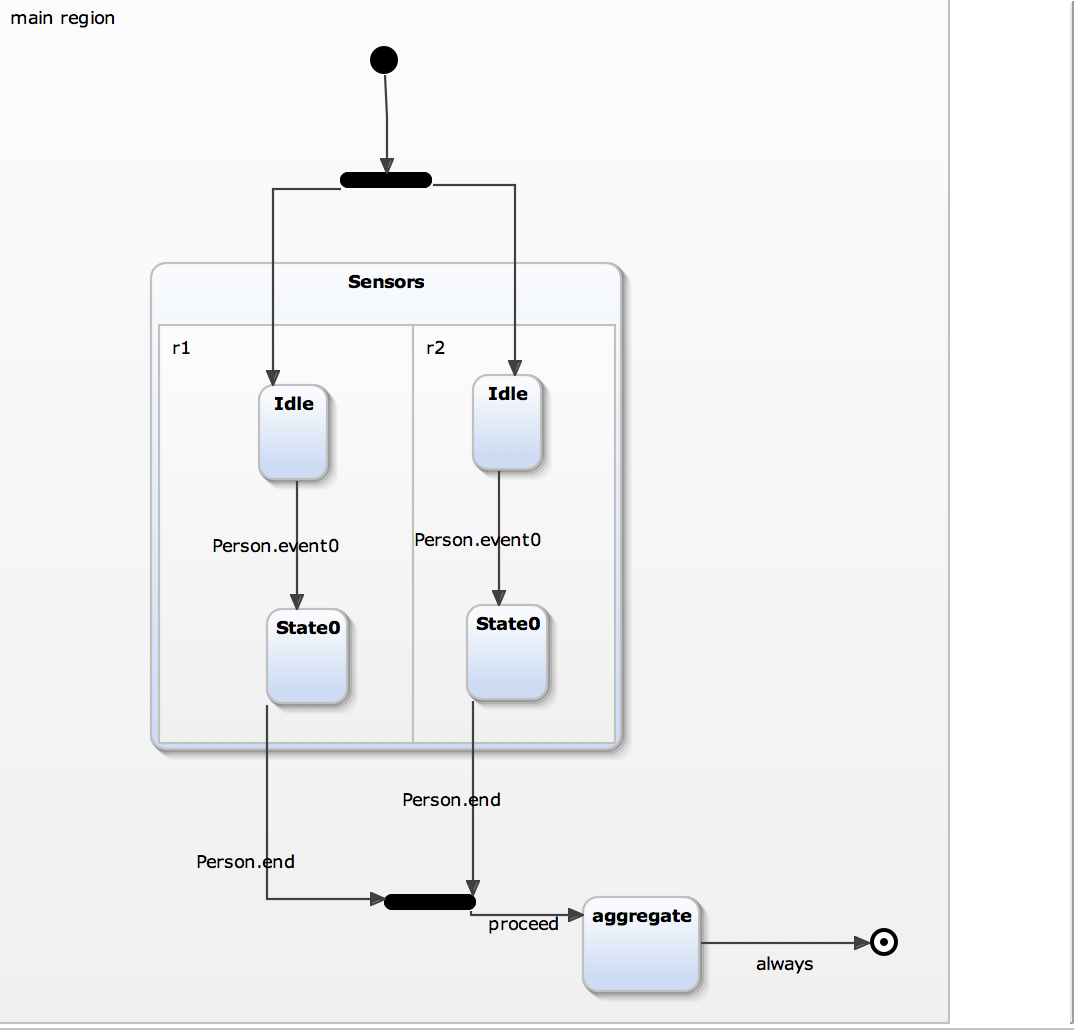 main region
Sensors
r1
r2
Idle
Idle
Person.event0
Person.event0
State0
State0
Person.end
Person.end
proceed
aggregate
always